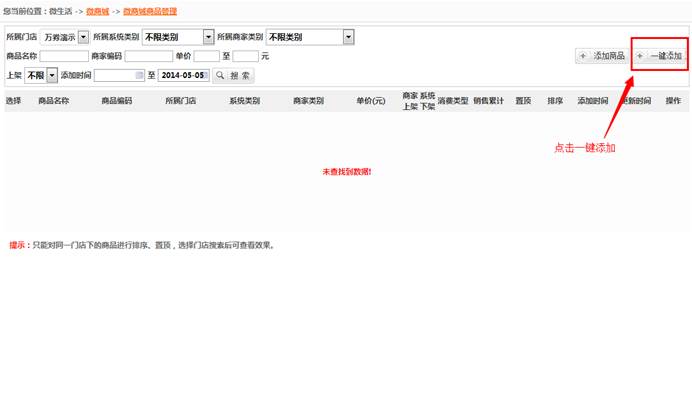 您当前位置：微生活 -> 微商城 -> 微商城商品管理
所属门店 万券演示 所属系统类别 不限类别 所属商家类别 不限类别
商品名称 商家编码 单价 至 元 + 添加商品 + 一键添加
上架 不限 添加时间 至 2014-05-05 搜 索
选择 商品名称 商品编码 所属门店 系统类别 商家类别 单价(元) 商家上架 系统下架 消费类型 销售累计 置顶 排序 添加时间 更新时间 操作
点击一键添加
未查找到数据!
提示：只能对同一门店下的商品进行排序、置顶，选择门店搜索后可查看效果。